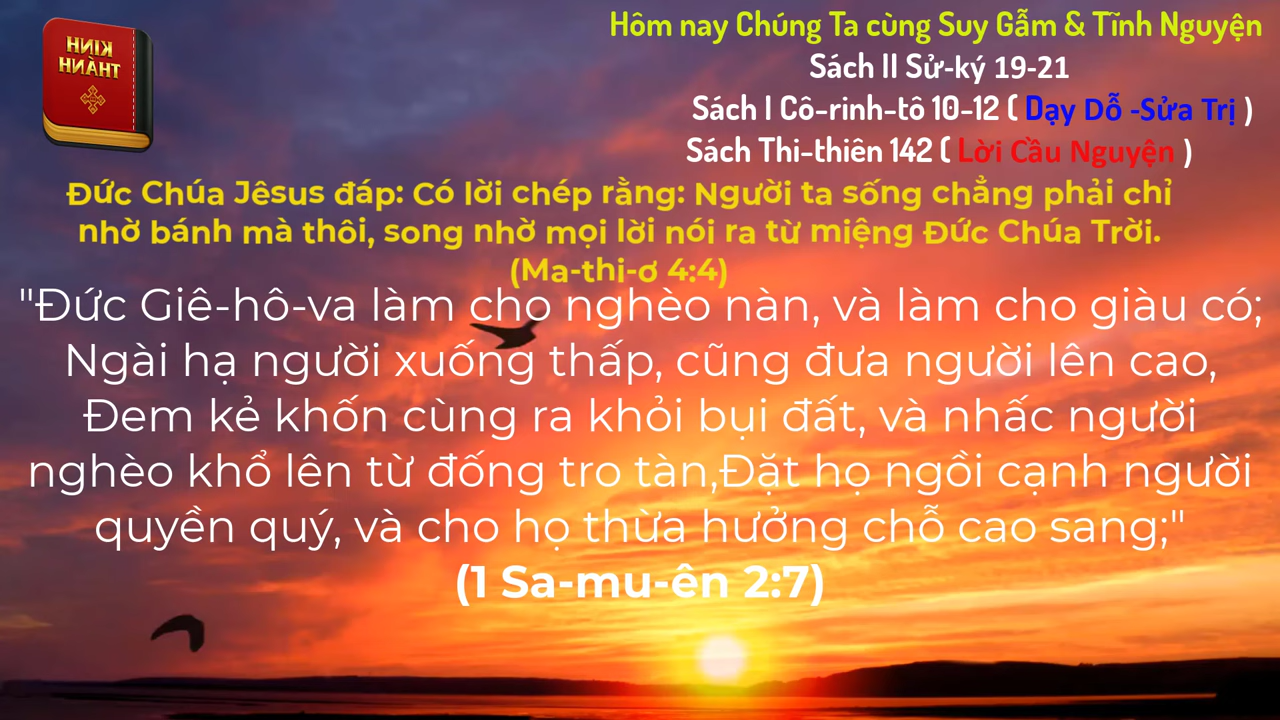 KINH
THÁNH
Hôm nay Chúng Ta cùng Suy Gẫm & Tĩnh Nguyện
Sách II Sử-ký 19-21
Sách I Cô-rinh-tô 10-12 ( Dạy Dỗ -Sửa Trị )
Sách Thi-thiên 142 ( Lời Cầu Nguyện )
Đức Chúa Jêsus đáp: Có lời chép rằng: Người ta sống chẳng phải chỉ
nhờ bánh mà thôi, song nhờ mọi lời nói ra từ miệng Đức Chúa Trời.
(Ma-thi-ơ 4:4)
"Đức Giê-hô-va làm cho nghèo nàn, và làm cho giàu có;
Ngài hạ người xuống thấp, cũng đưa người lên cao,
Đem kẻ khốn cùng ra khỏi bụi đất, và nhấc người
nghèo khổ lên từ đống tro tàn,Đặt họ ngồi cạnh người
quyền quý, và cho họ thừa hưởng chỗ cao sang;"
(1 Sa-mu-ên 2:7)